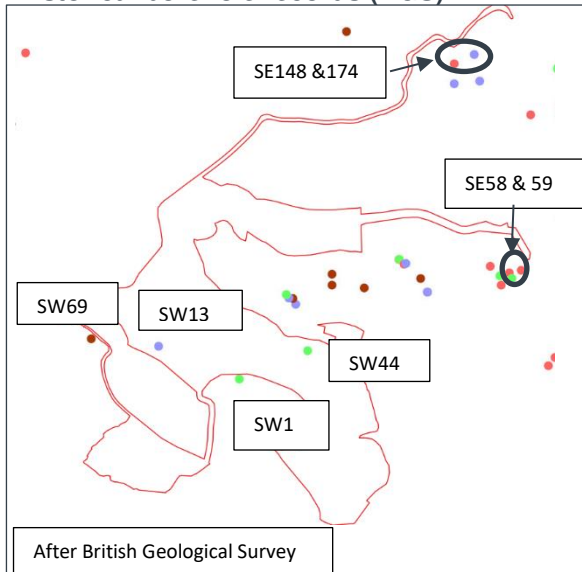 SE148 &174
SE58 & 59
SW69
SW13
SW44
SW1
After British Geological Survey